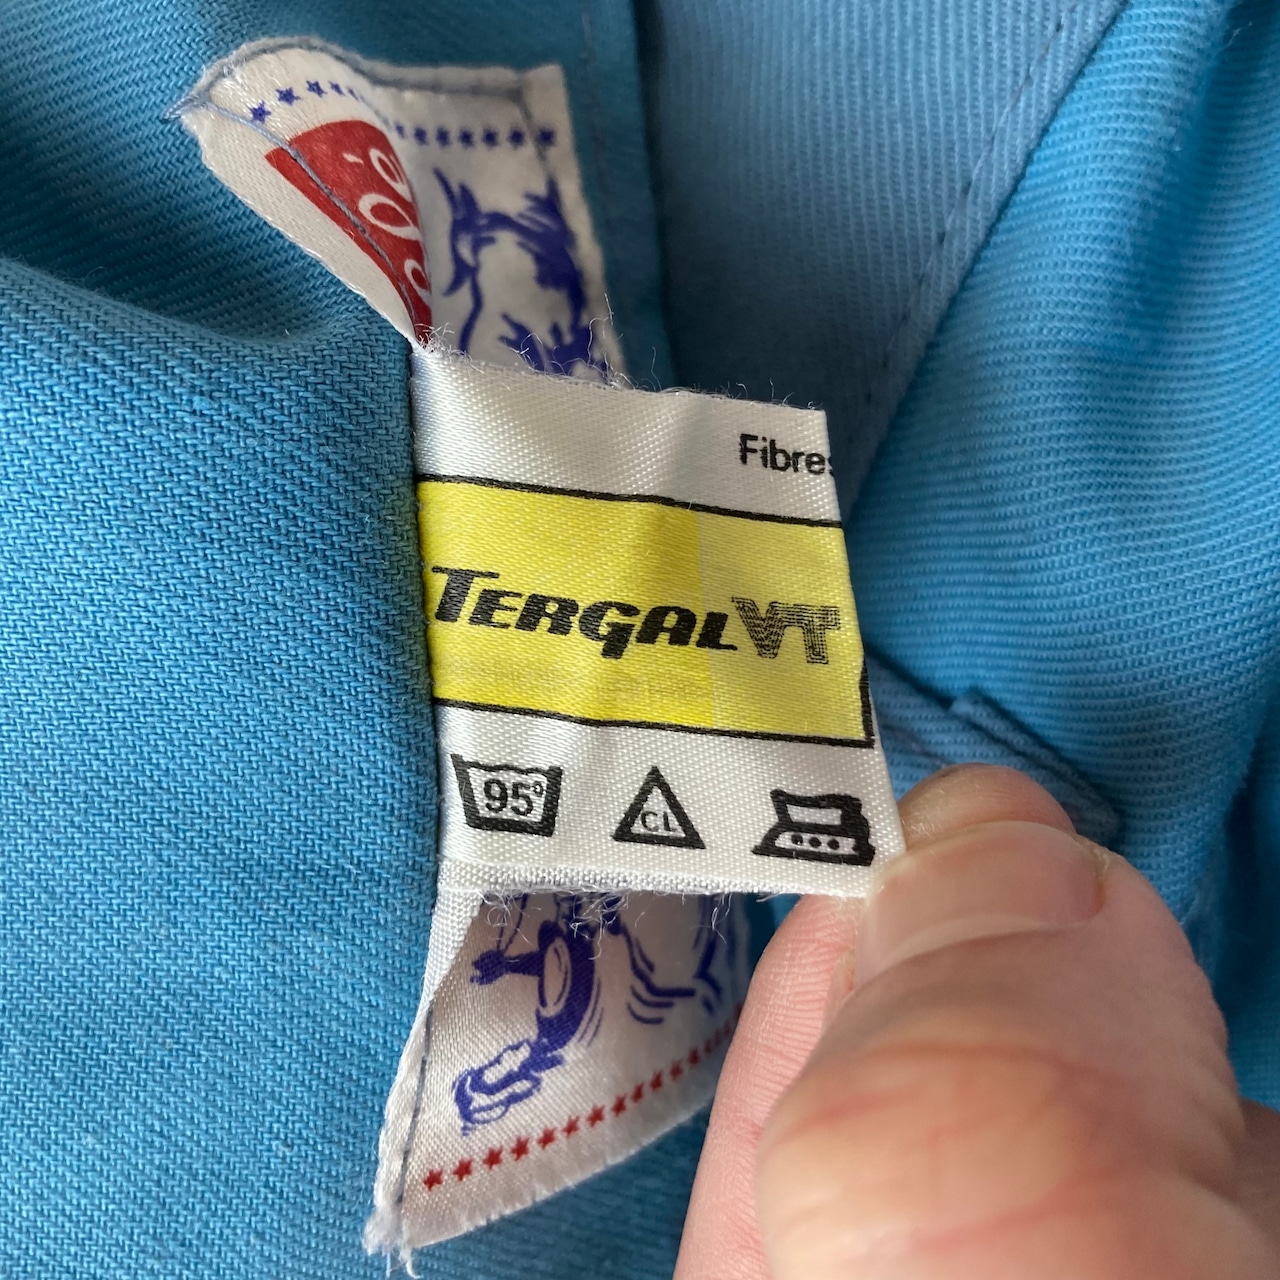 Fibres
TERGAL VT
95°
CL